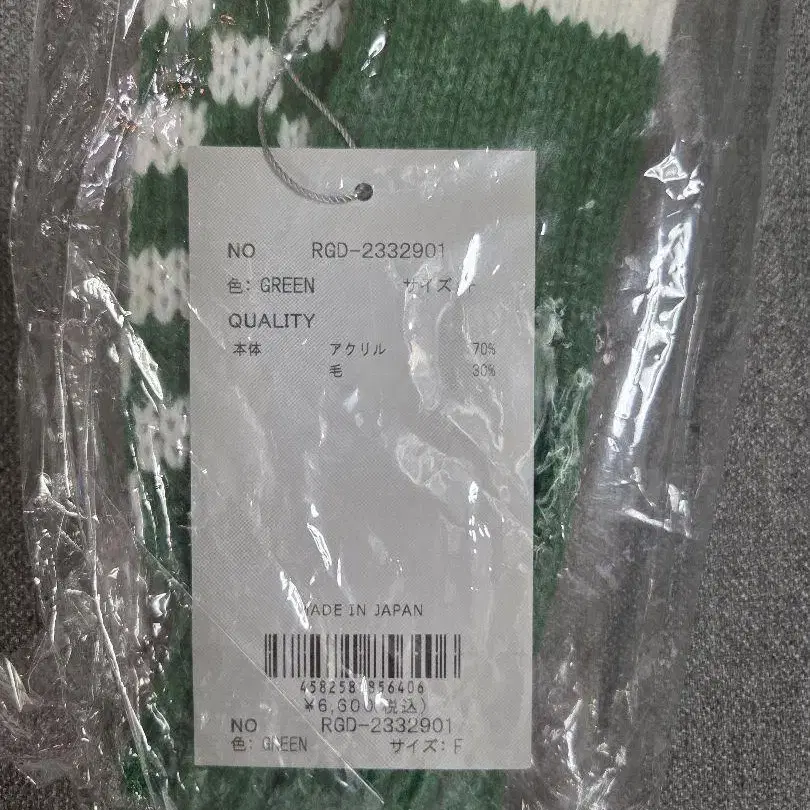 NO RGD-2332901
色: GREEN サイズ: F
QUALITY
本体 アクリル 70%
毛 30%
MADE IN JAPAN
¥6,600(税込)
NO RGD-2332901
色: GREEN サイズ: F